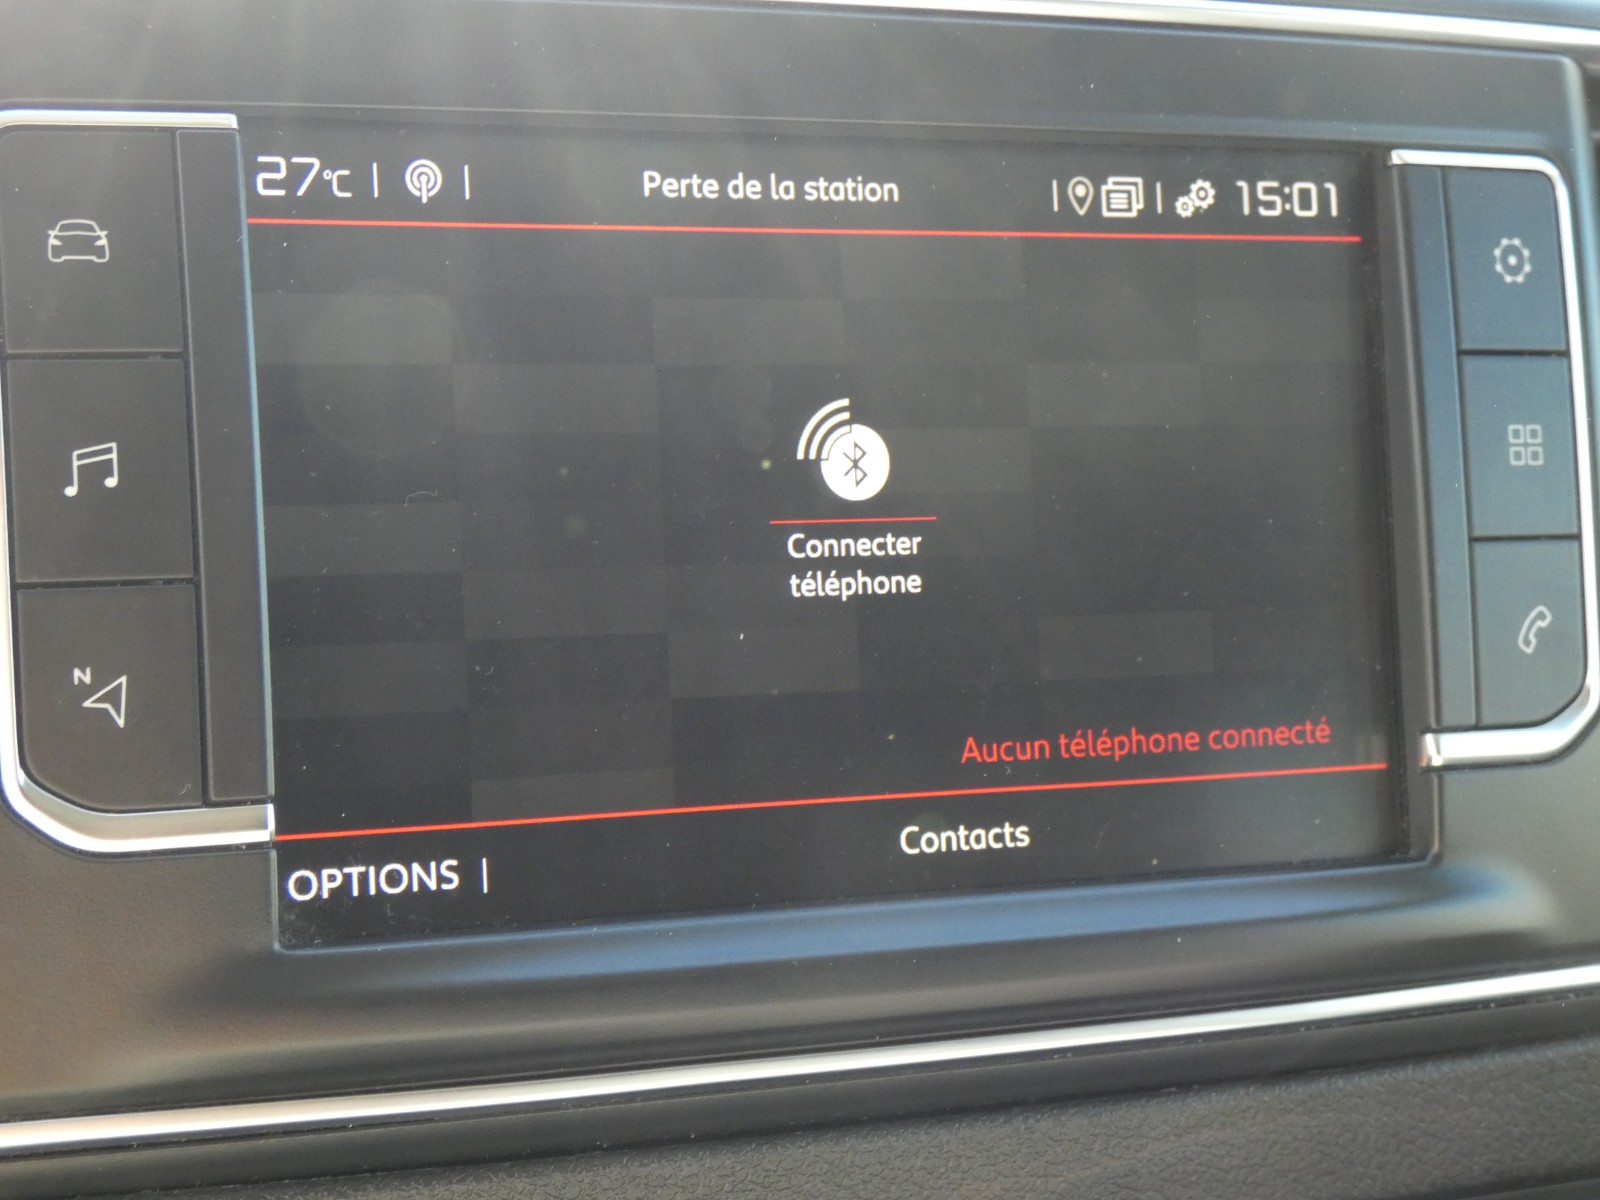 27°C | | Perte de la station | | 15:01
N
Connecter
téléphone
Aucun téléphone connecté
Contacts
OPTIONS |